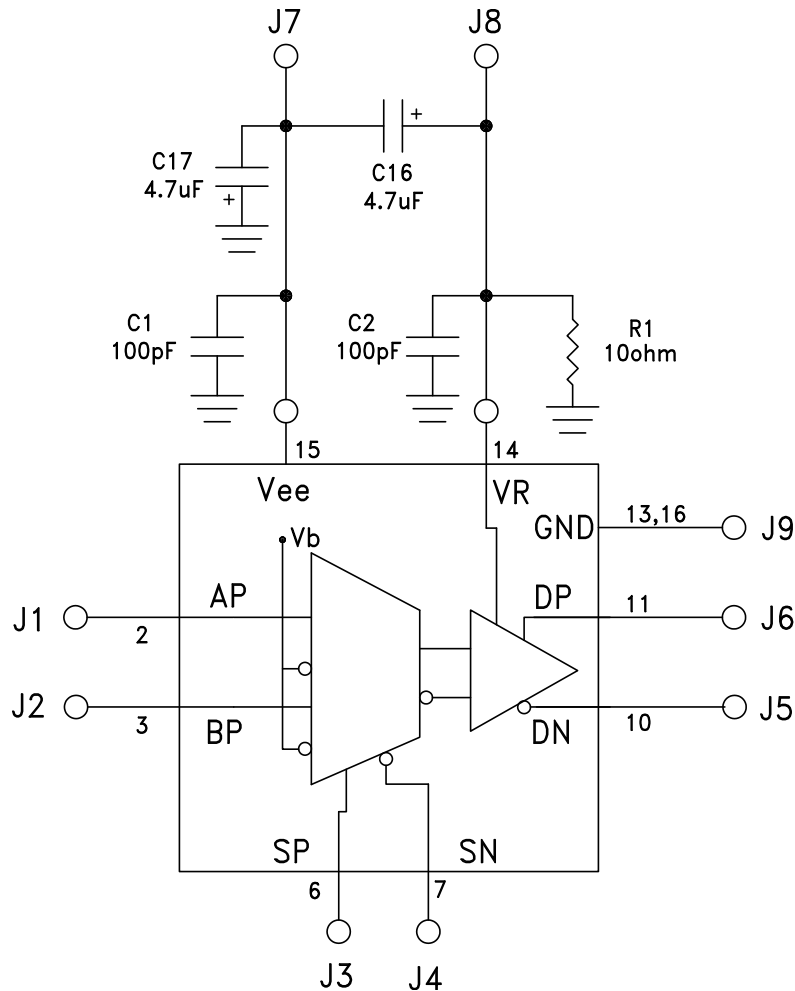 J7
J8
+
C17
4.7uF
+
C16
4.7uF
C1
100pF
C2
100pF
R1
10ohm
15
14
Vee
VR
GND
13,16
J9
Vb
AP
DP
11
J1
J6
2
J2
J5
3
BP
DN
10
SP
SN
6
7
J3
J4